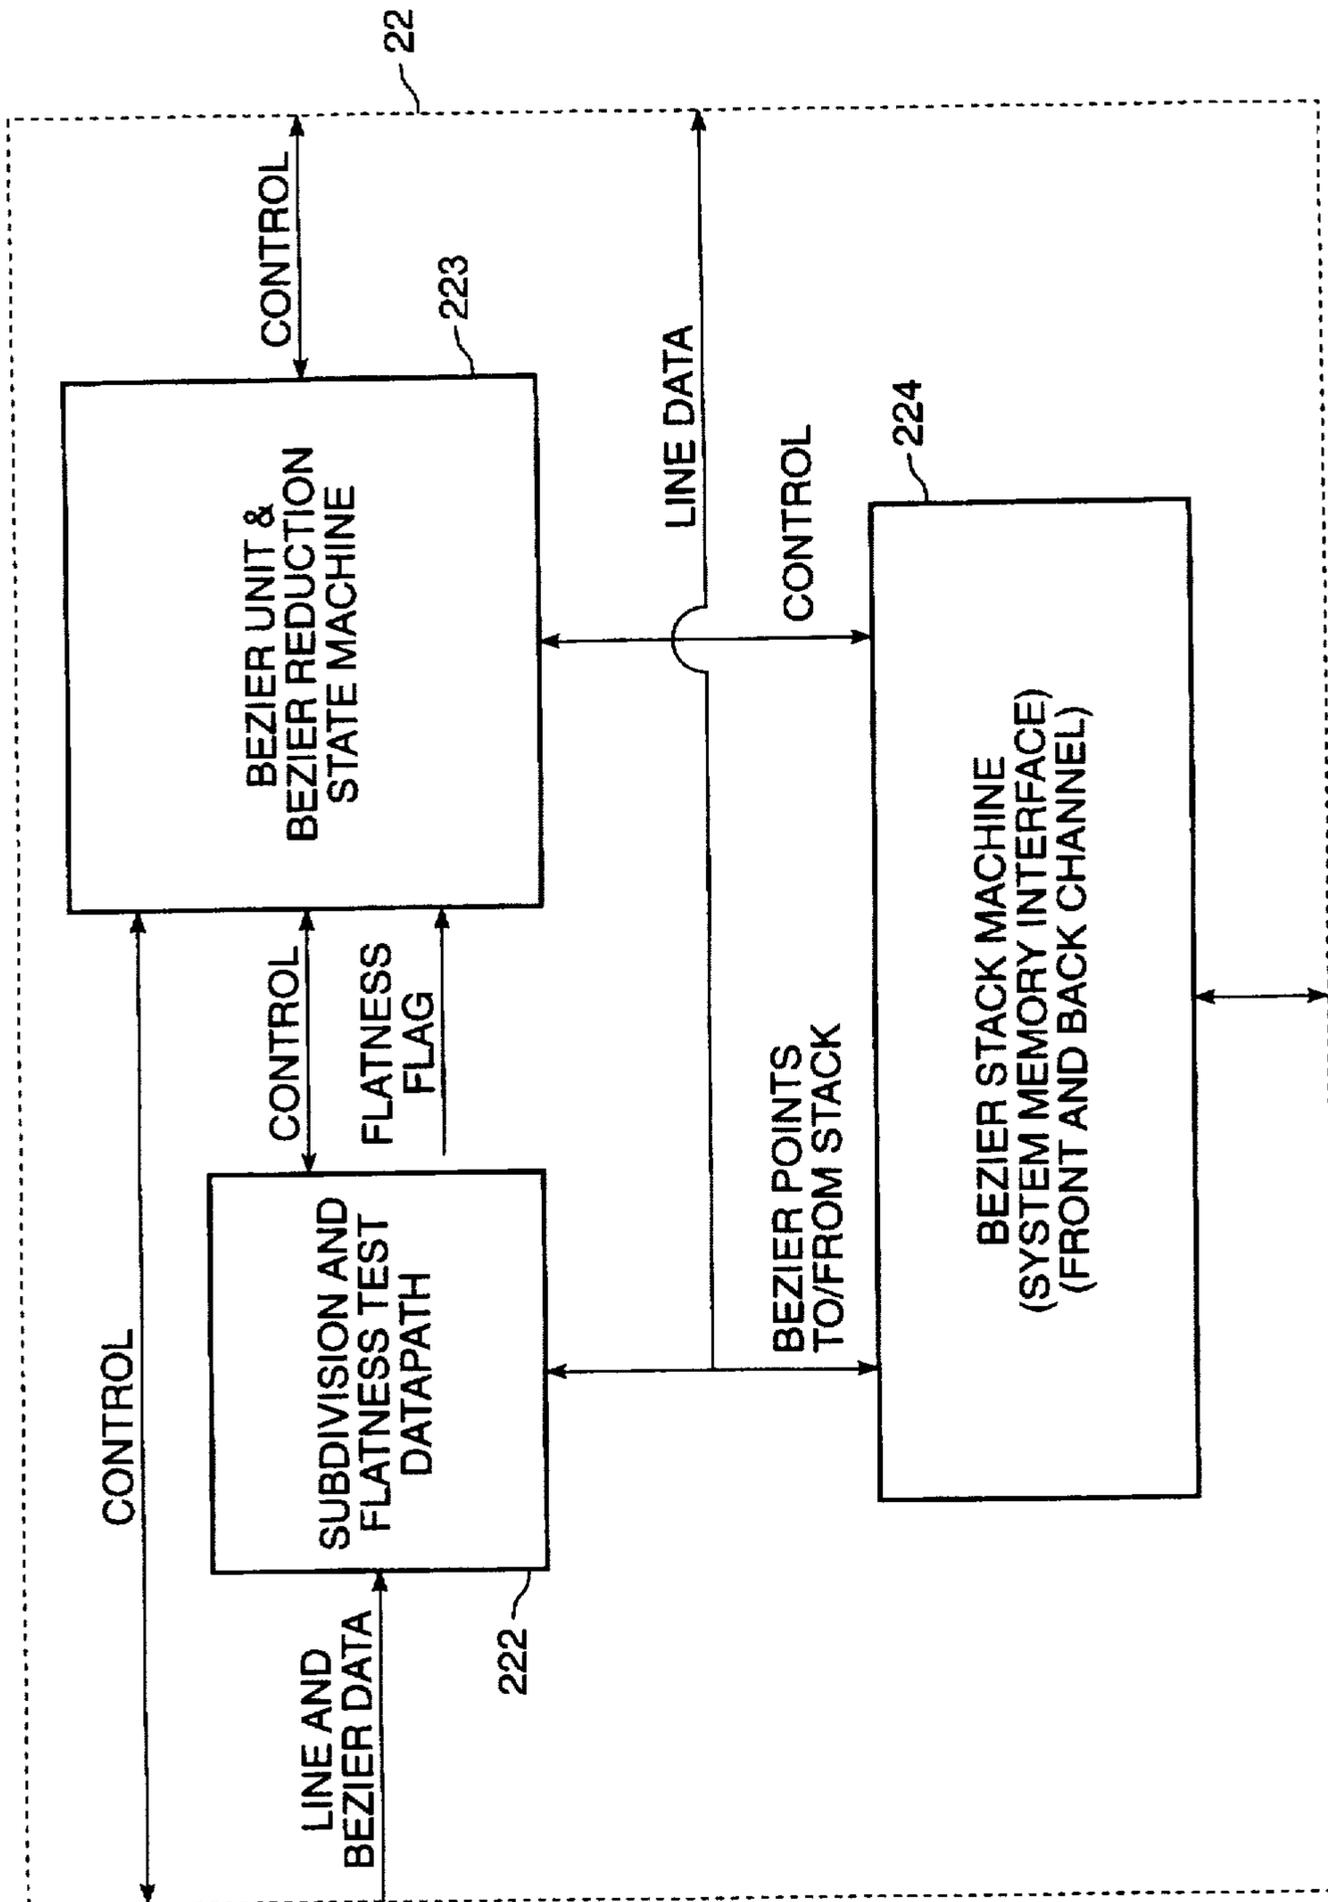 22
CONTROL
CONTROL
BEZIER UNIT &
BEZIER REDUCTION
STATE MACHINE
223
CONTROL
FLATNESS
FLAG
LINE AND
BEZIER DATA
SUBDIVISION AND
FLATNESS TEST
DATAPATH
222
LINE DATA
CONTROL
BEZIER POINTS
TO/FROM STACK
224
BEZIER STACK MACHINE
(SYSTEM MEMORY INTERFACE)
(FRONT AND BACK CHANNEL)